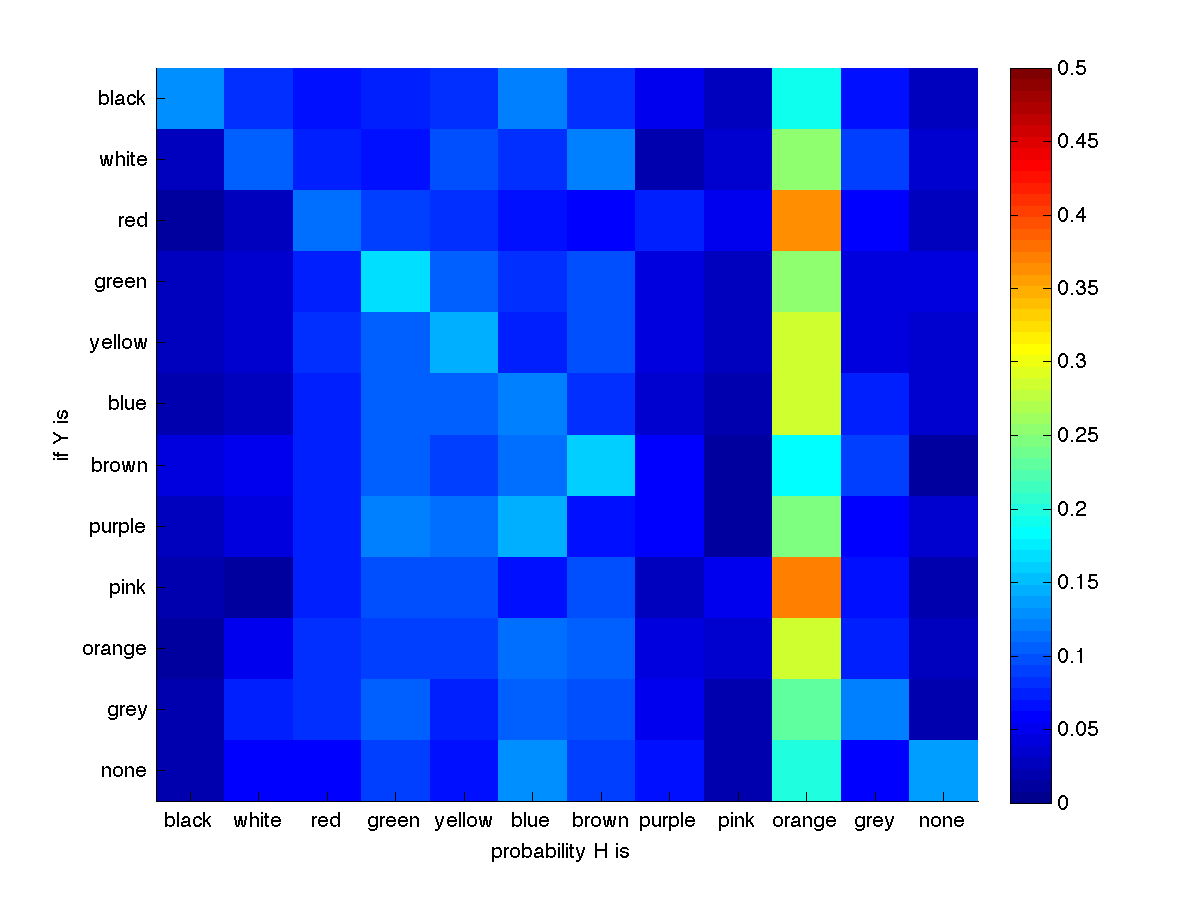 black
white
red
green
yellow
blue
brown
purple
pink
orange
grey
none
if Y is
black white red green yellow blue brown purple pink orange grey none
probability H is
0.5
0.45
0.4
0.35
0.3
0.25
0.2
0.15
0.1
0.05
0